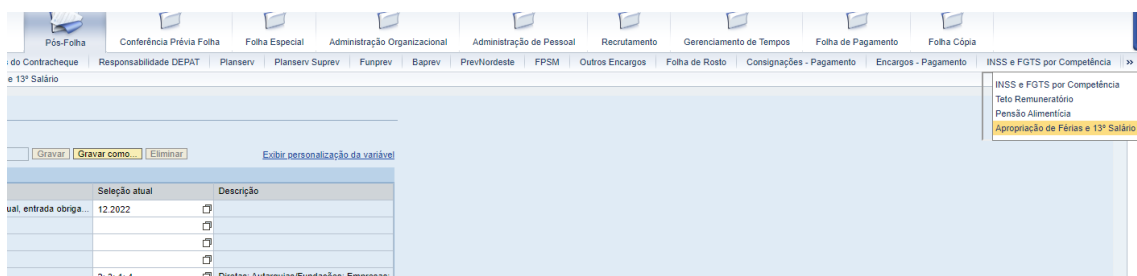 Pós-Folha Conferência Prévia Folha Folha Especial Administração Organizacional Administração de Pessoal Recrutamento Gerenciamento de Tempos Folha de Pagamento Folha Cópia
do Contracheque Responsabilidade DEPAT Planserv Planserv Suprev Funprev Baprev PrevNordeste FPSM Outros Encargos Folha de Rosto Consignações - Pagamento Encargos - Pagamento INSS e FGTS por Competência »
e 13º Salário
INSS e FGTS por Competência
Teto Remuneratório
Pensão Alimentícia
Apropriação de Férias e 13º Salário
Gravar Gravar como... Eliminar Exibir personalização da variável
Seleção atual Descrição
ual, entrada obriga... 12.2022
Diretas; Autarquias/Fundações; Empresas;